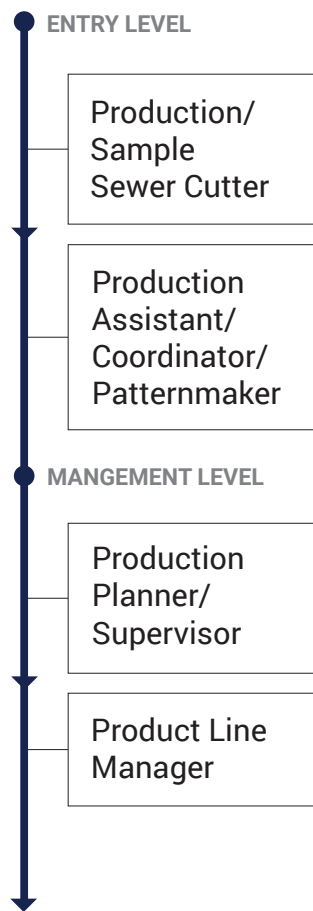 ENTRY LEVEL
Production/
Sample
Sewer Cutter
Production
Assistant/
Coordinator/
Patternmaker
MANGEMENT LEVEL
Production
Planner/
Supervisor
Product Line
Manager